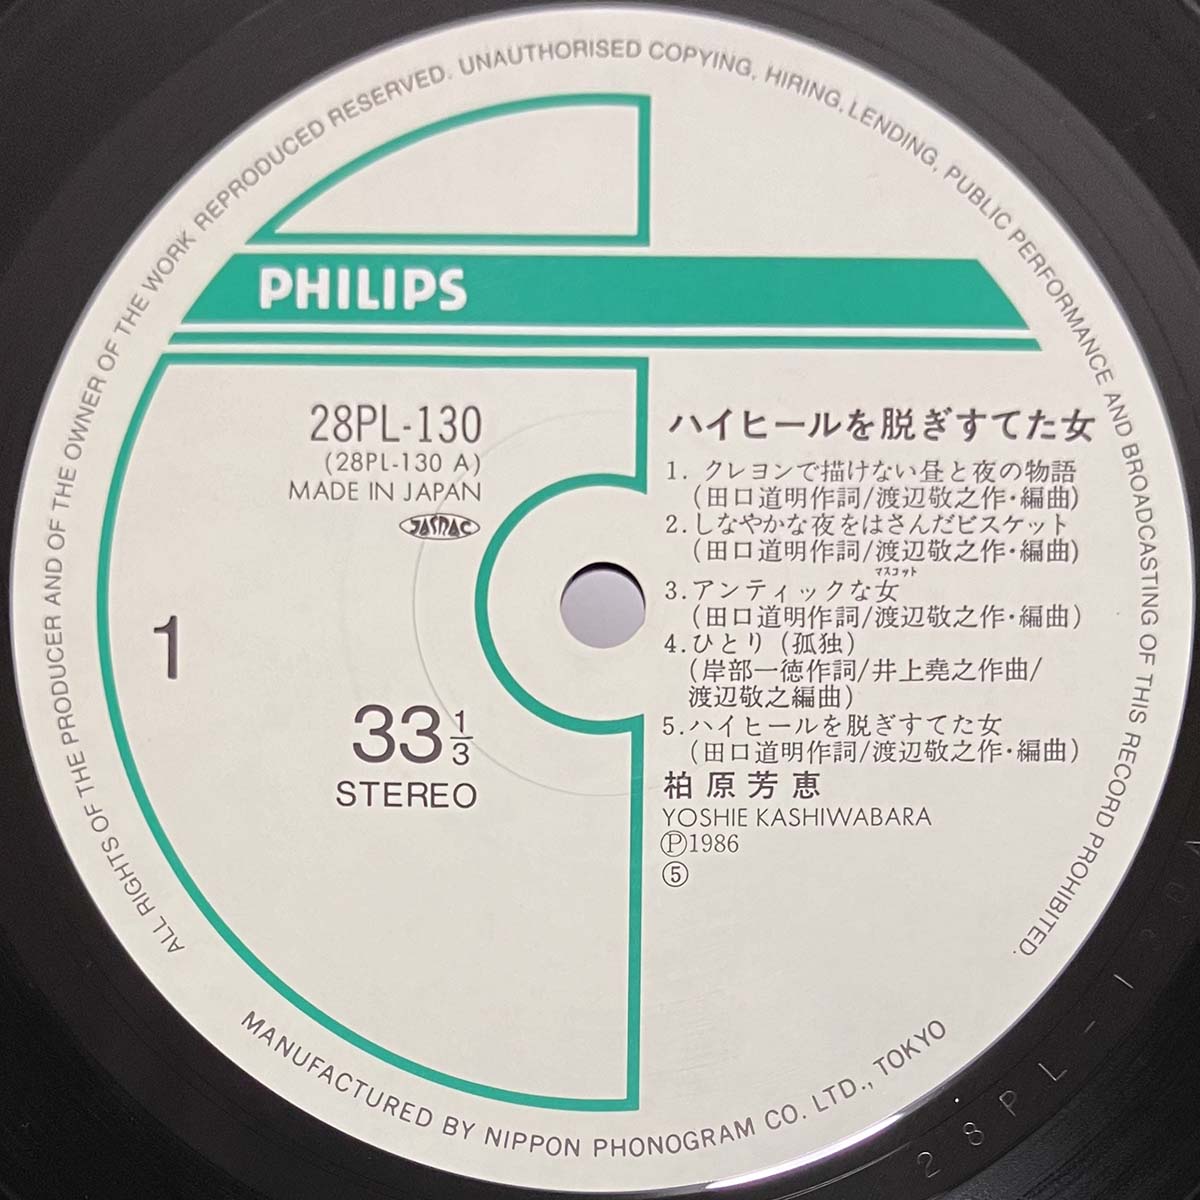 ALL RIGHTS OF THE PRODUCER AND OF THE OWNER OF THE WORK REPRODUCED RESERVED. UNAUTHORISED COPYING, HIRING, LENDING, PUBLIC PERFORMANCE AND BROADCASTING OF THIS RECORD PROHIBITED.
PHILIPS
28PL-130
(28PL-130 A)
MADE IN JAPAN
JASRAC
1
33 1/3
STEREO
ハイヒールを脱ぎすてた女
1. クレヨンで描けない昼と夜の物語
(田口道明作詞/渡辺敬之作・編曲)
2.しなやかな夜をはさんだビスケット
(田口道明作詞/渡辺敬之作・編曲)
マスコット
3.アンティックな女
(田口道明作詞/渡辺敬之作・編曲)
4.ひとり(孤独)
(岸部一徳作詞/井上堯之作曲/
渡辺敬之編曲)
5.ハイヒールを脱ぎすてた女
(田口道明作詞/渡辺敬之作・編曲)
柏原芳恵
YOSHIE KASHIWABARA
Ⓟ1986
⑤
MANUFACTURED BY NIPPON PHONOGRAM CO. LTD., TOKYO
28PL-130A